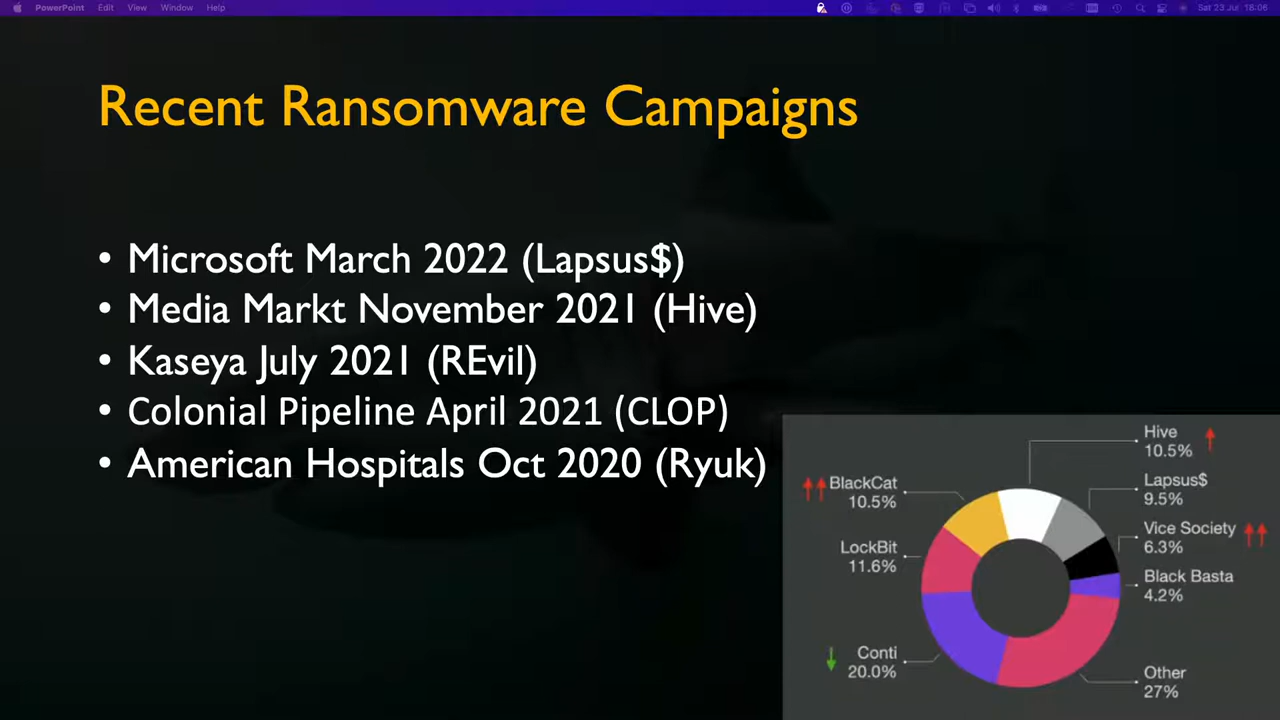 PowerPoint Edit View Window Help
Sat 23 Jul 18:06
Recent Ransomware Campaigns
• Microsoft March 2022 (Lapsus$)
• Media Markt November 2021 (Hive)
• Kaseya July 2021 (REvil)
• Colonial Pipeline April 2021 (CLOP)
• American Hospitals Oct 2020 (Ryuk)
Hive
10.5%
BlackCat
10.5%
Lapsus$
9.5%
Vice Society
6.3%
LockBit
11.6%
Black Basta
4.2%
Conti
20.0%
Other
27%